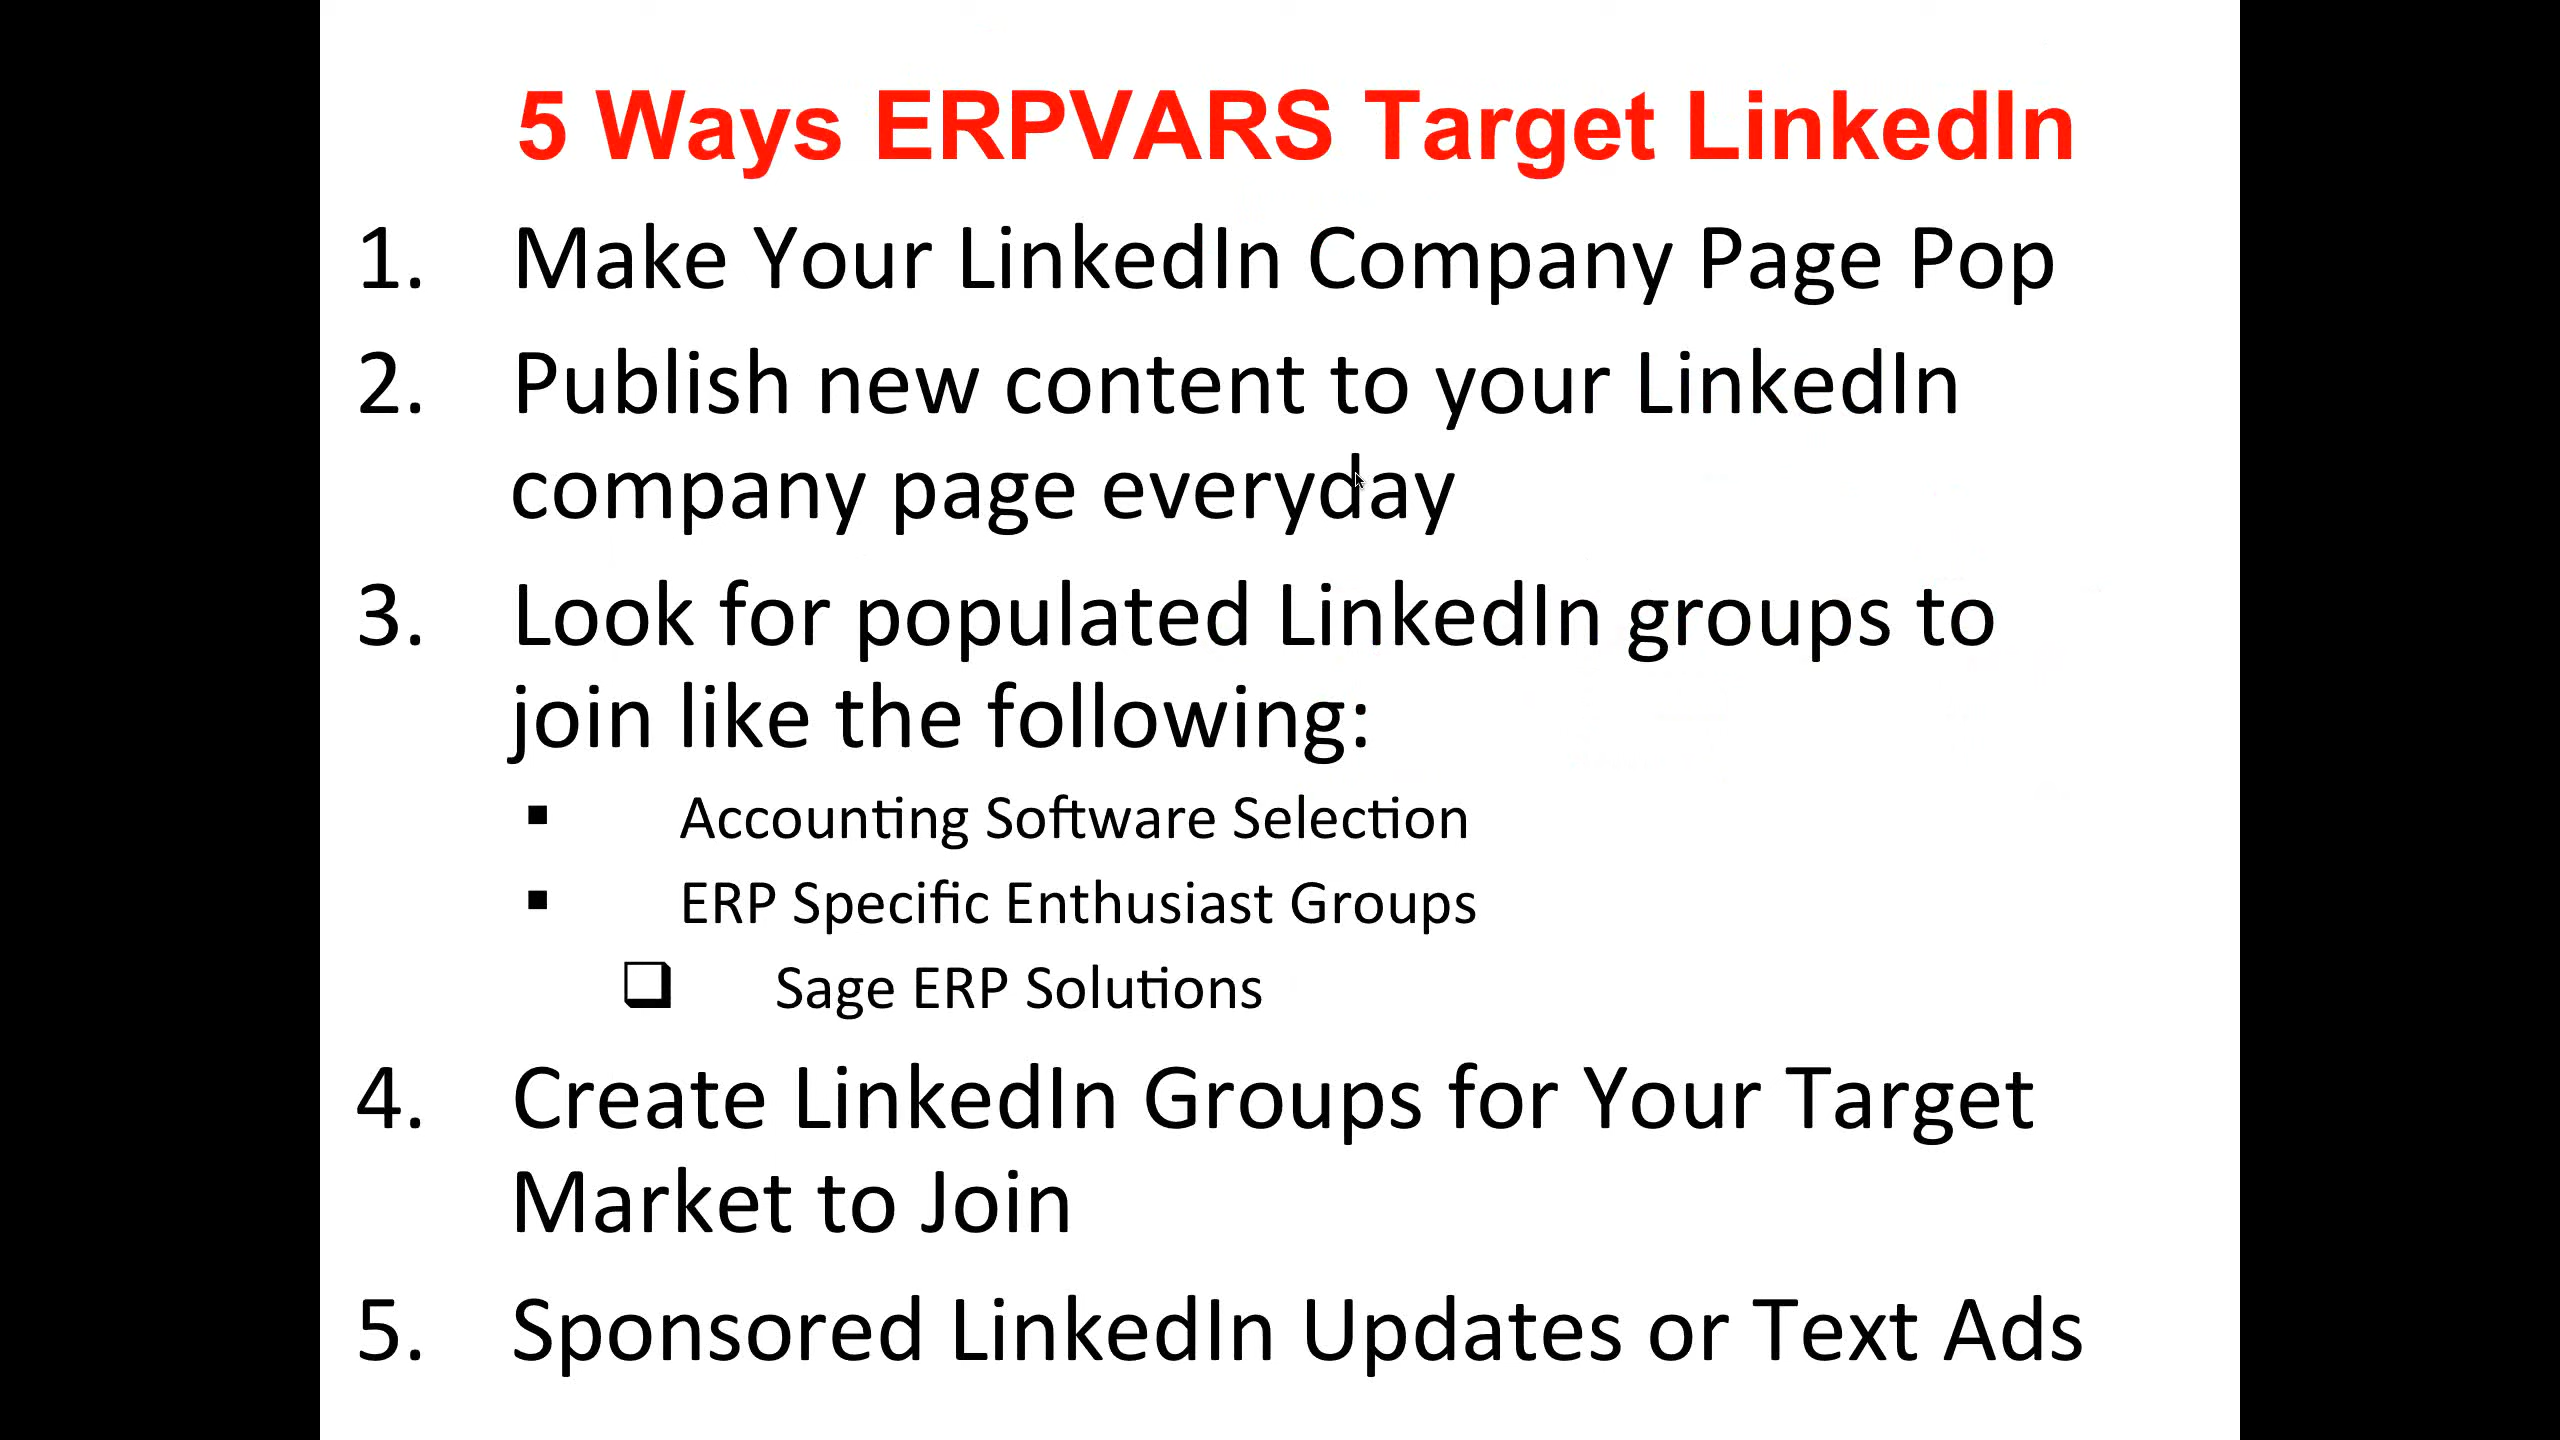 5 Ways ERPVARS Target LinkedIn
1. Make Your LinkedIn Company Page Pop
2. Publish new content to your LinkedIn
company page everyday
3. Look for populated LinkedIn groups to
join like the following:
▪ Accounting Software Selection
▪ ERP Specific Enthusiast Groups
❑ Sage ERP Solutions
4. Create LinkedIn Groups for Your Target
Market to Join
5. Sponsored LinkedIn Updates or Text Ads